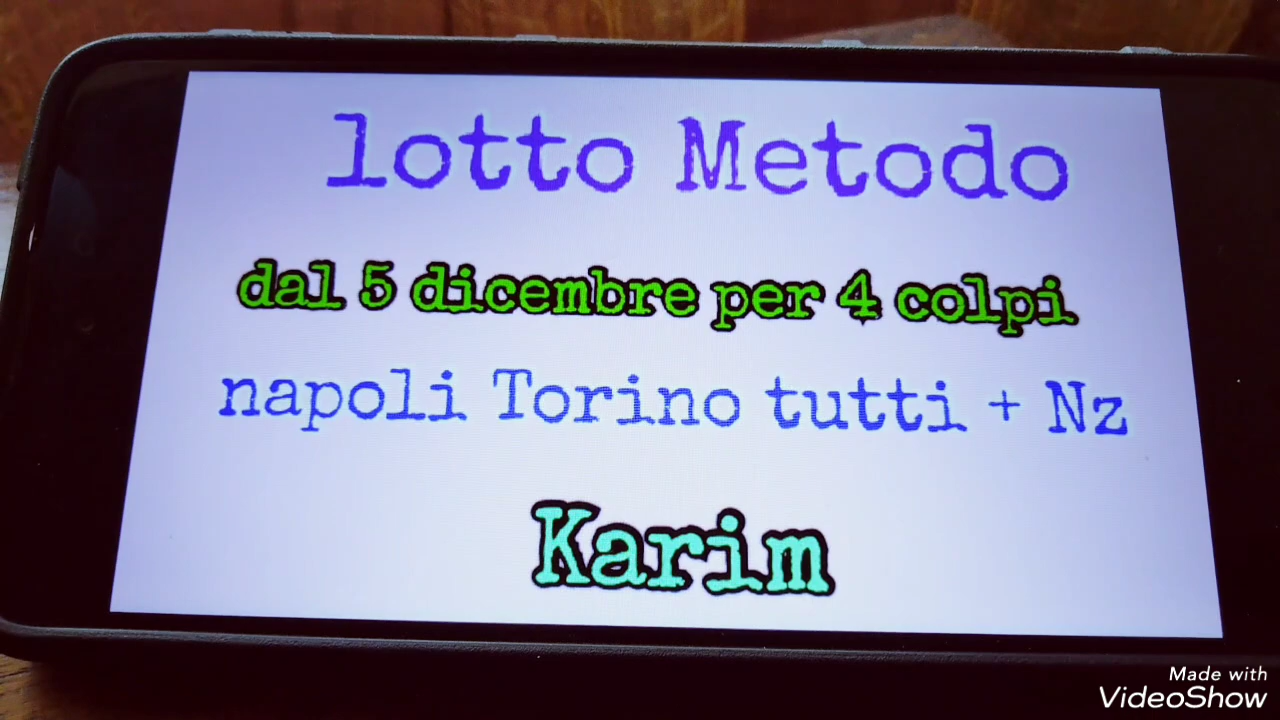 lotto Metodo
dal 5 dicembre per 4 colpi
napoli Torino tutti + Nz
Karim
Made with
VideoShow